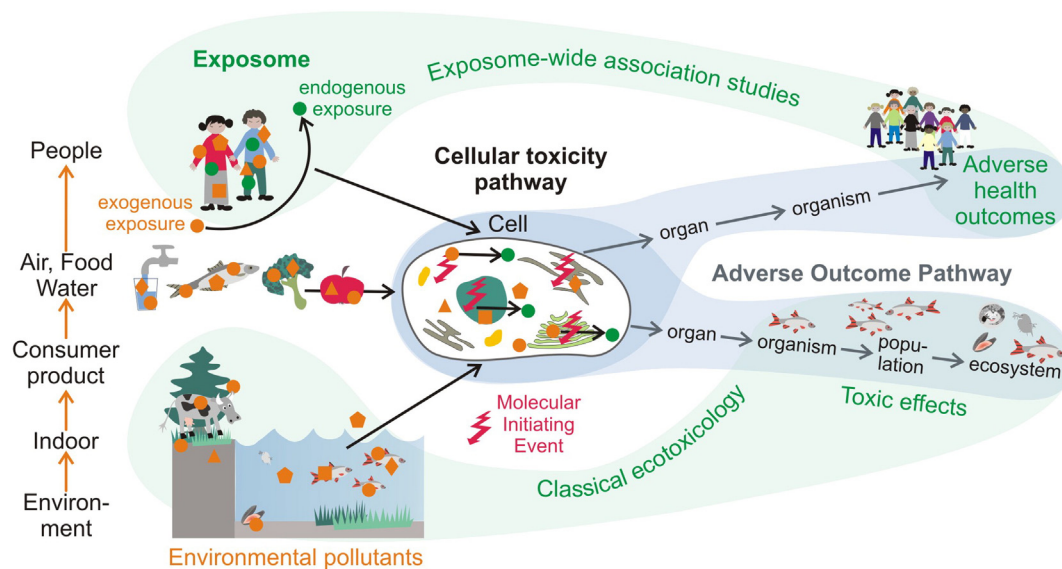 Exposome
Exposome-wide association studies
endogenous
exposure
People
exogenous
exposure
Cellular toxicity
pathway
Cell
organ
organism
Adverse
health
outcomes
Air, Food
Water
Adverse Outcome Pathway
organ
organism
popu-
lation
ecosystem
Toxic effects
Consumer
product
Molecular
Initiating
Event
Classical ecotoxicology
Indoor
Environ-
ment
Environmental pollutants